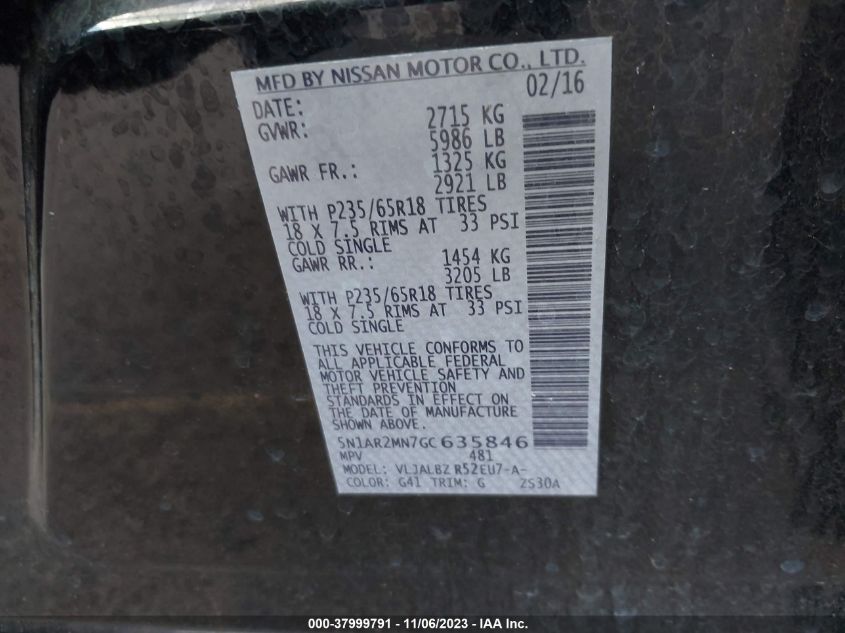 MFD BY NISSAN MOTOR CO., LTD.
DATE: 02/16
GVWR: 2715 KG
5986 LB
GAWR FR.: 1325 KG
2921 LB
WITH P235/65R18 TIRES
18 X 7.5 RIMS AT 33 PSI
COLD SINGLE
GAWR RR.: 1454 KG
3205 LB
WITH P235/65R18 TIRES
18 X 7.5 RIMS AT 33 PSI
COLD SINGLE
THIS VEHICLE CONFORMS TO
ALL APPLICABLE FEDERAL
MOTOR VEHICLE SAFETY AND
THEFT PREVENTION
STANDARDS IN EFFECT ON
THE DATE OF MANUFACTURE
SHOWN ABOVE.
5N1AR2MN7GC635846
MPV 481
MODEL: VLJALBZ R52EU7-A-
COLOR: G41 TRIM: G 2S30A
000-37999791 - 11/06/2023 - IAA Inc.